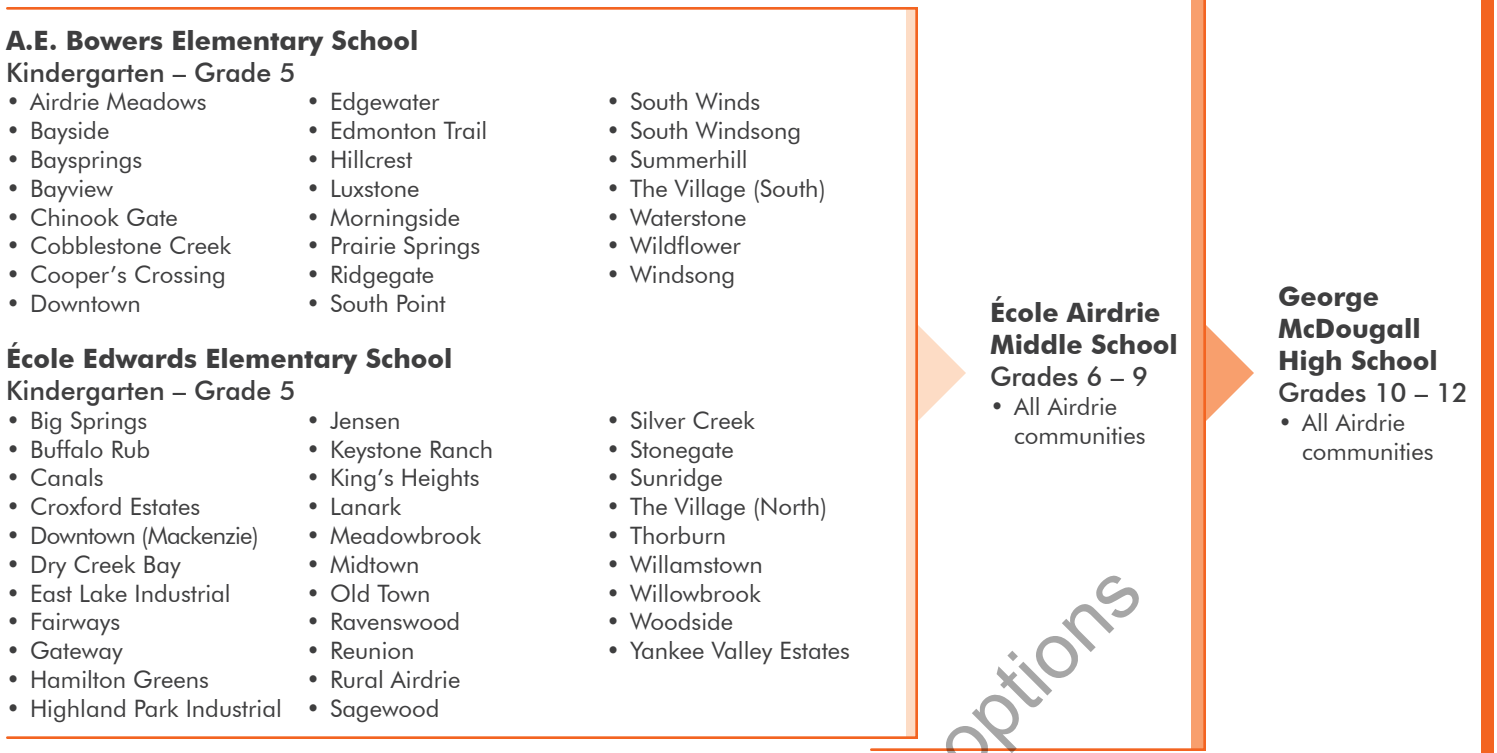 A.E. Bowers Elementary School
Kindergarten – Grade 5
• Airdrie Meadows
• Bayside
• Baysprings
• Bayview
• Chinook Gate
• Cobblestone Creek
• Cooper's Crossing
• Downtown
• Edgewater
• Edmonton Trail
• Hillcrest
• Luxstone
• Morningside
• Prairie Springs
• Ridgegate
• South Point
• South Winds
• South Windsong
• Summerhill
• The Village (South)
• Waterstone
• Wildflower
• Windsong
École Edwards Elementary School
Kindergarten – Grade 5
• Big Springs
• Buffalo Rub
• Canals
• Croxford Estates
• Downtown (Mackenzie)
• Dry Creek Bay
• East Lake Industrial
• Fairways
• Gateway
• Hamilton Greens
• Highland Park Industrial
• Jensen
• Keystone Ranch
• King's Heights
• Lanark
• Meadowbrook
• Midtown
• Old Town
• Ravenswood
• Reunion
• Rural Airdrie
• Sagewood
• Silver Creek
• Stonegate
• Sunridge
• The Village (North)
• Thorburn
• Willamstown
• Willowbrook
• Woodside
• Yankee Valley Estates
École Airdrie
Middle School
Grades 6 – 9
• All Airdrie
communities
George
McDougall
High School
Grades 10 – 12
• All Airdrie
communities
options